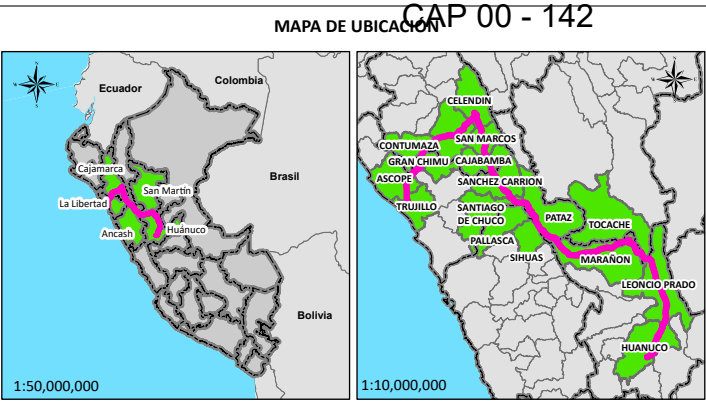 CAP 00 - 142
MAPA DE UBICACIÓN
Ecuador
Colombia
Brasil
Cajamarca
San Martín
La Libertad
Ancash
Huánuco
Bolivia
1:50,000,000
CELENDIN
CONTUMAZA
SAN MARCOS
GRAN CHIMU
CAJABAMBA
ASCOPE
SANCHEZ CARRION
TRUJILLO
SANTIAGO
DE CHUCO
PATAZ
TOCACHE
PALLASCA
SIHUAS
MARAÑON
LEONCIO PRADO
HUANUCO
1:10,000,000